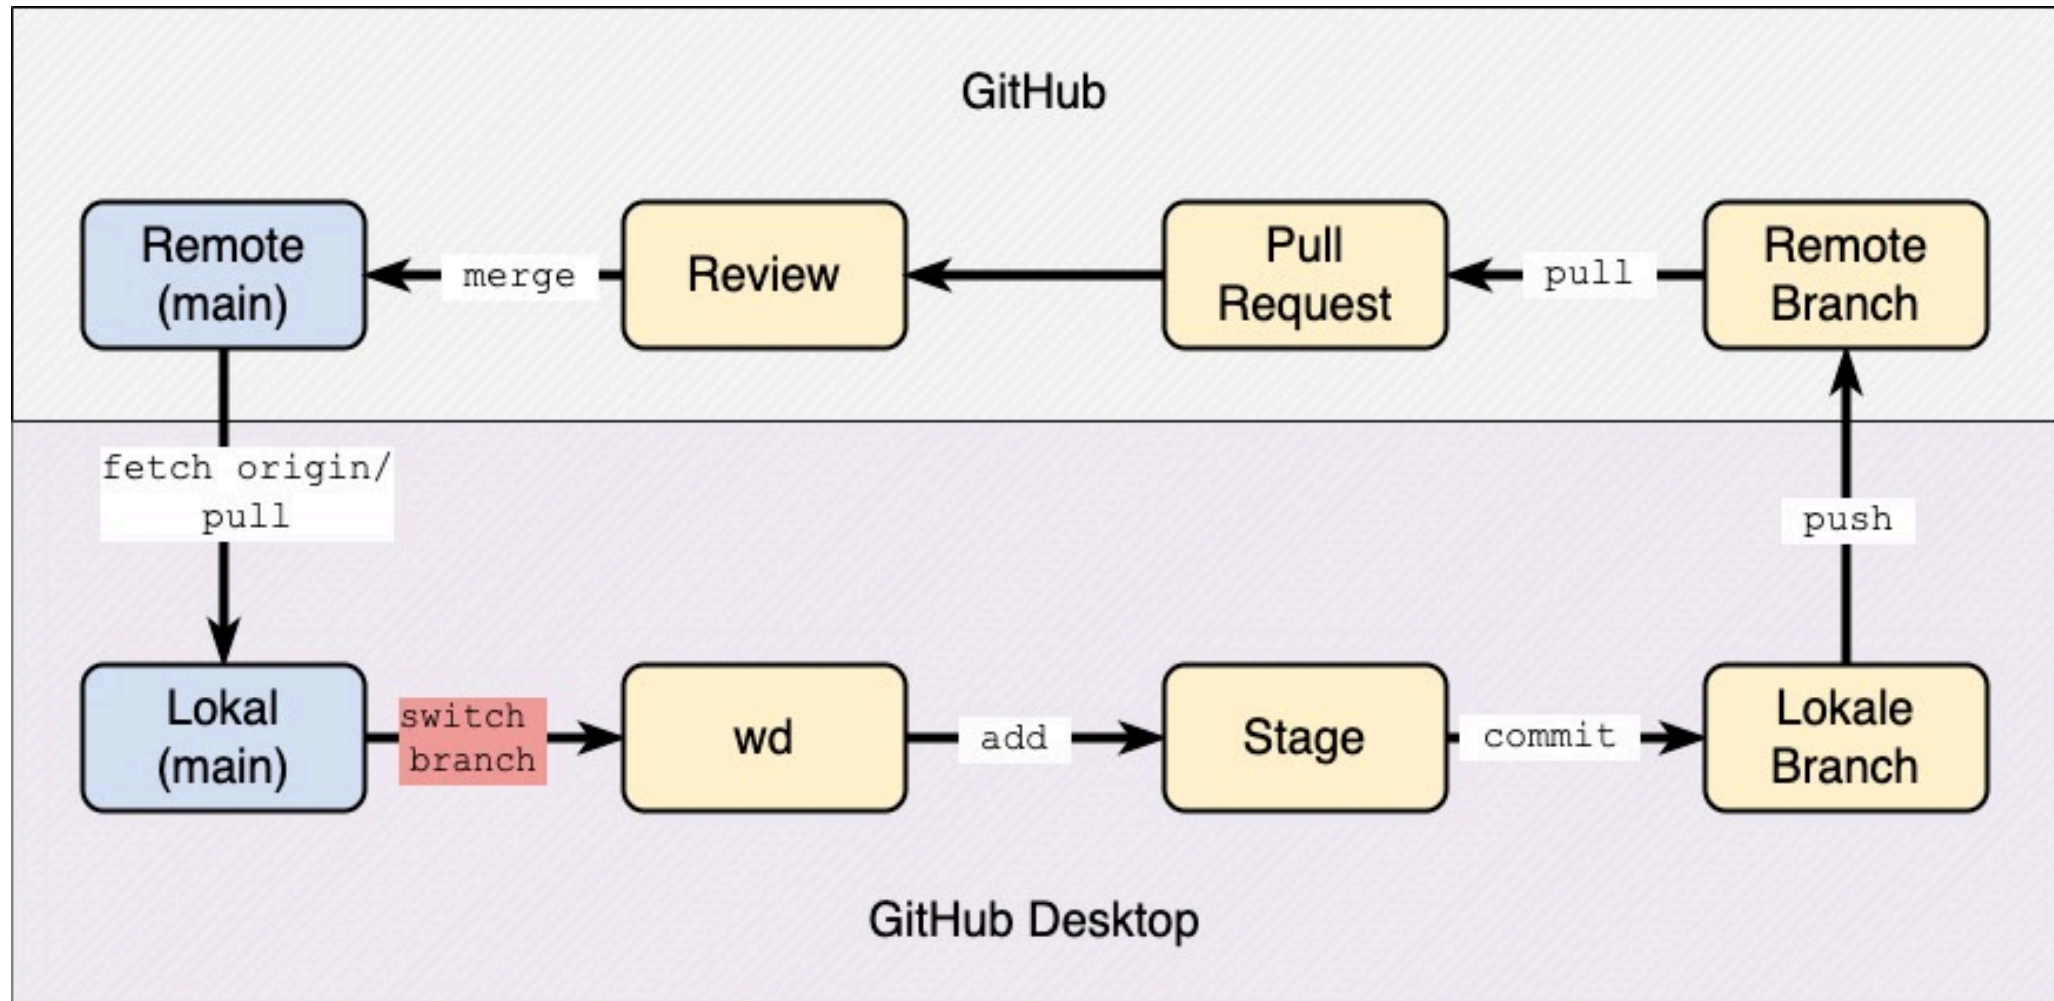 GitHub
Remote
(main)
merge
Review
Pull
Request
pull
Remote
Branch
fetch origin/
pull
push
Lokal
(main)
switch
branch
wd
add
Stage
commit
Lokale
Branch
GitHub Desktop